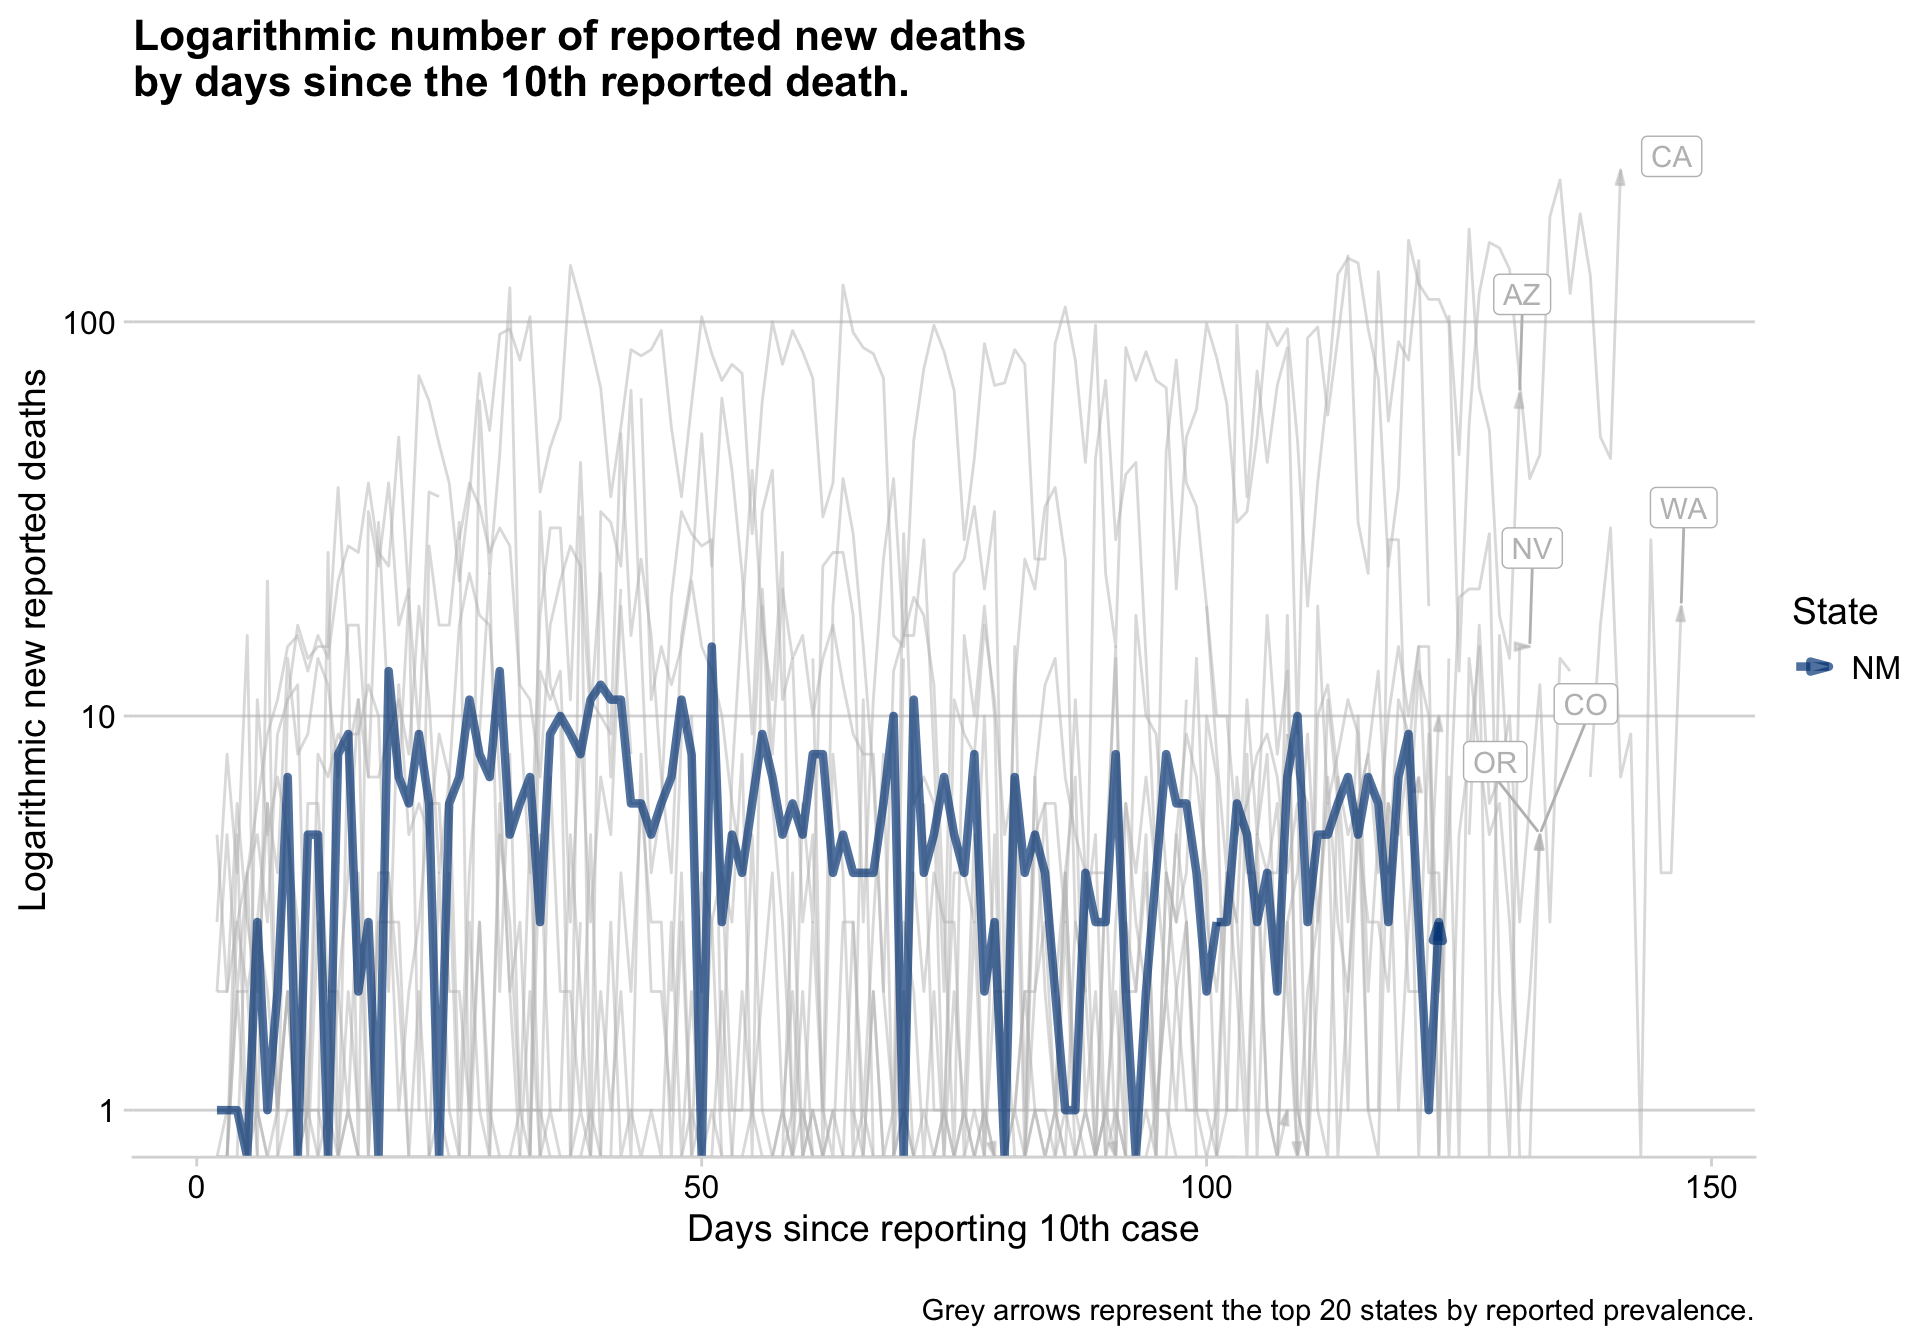 Logarithmic number of reported new deaths
by days since the 10th reported death.
CA
AZ
WA
NV
CO
OR
100
10
1
Logarithmic new reported deaths
0 50 100 150
Days since reporting 10th case
State
NM
Grey arrows represent the top 20 states by reported prevalence.